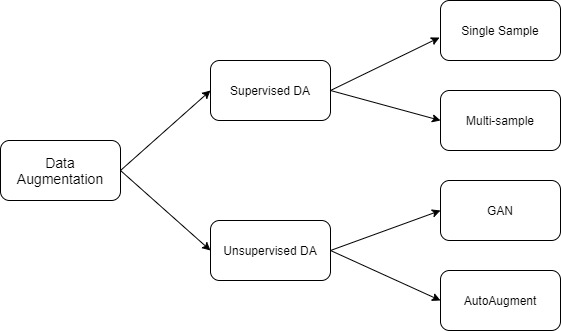 Data
Augmentation
Supervised DA
Unsupervised DA
Single Sample
Multi-sample
GAN
AutoAugment